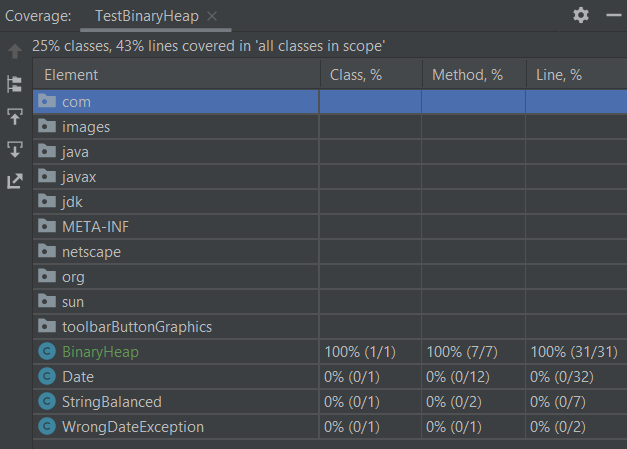 Coverage: TestBinaryHeap
25% classes, 43% lines covered in 'all classes in scope'
Element Class, % Method, % Line, %
com
images
java
javax
jdk
META-INF
netscape
org
sun
toolbarButtonGraphics
C BinaryHeap 100% (1/1) 100% (7/7) 100% (31/31)
C Date 0% (0/1) 0% (0/12) 0% (0/32)
C StringBalanced 0% (0/1) 0% (0/2) 0% (0/7)
C WrongDateException 0% (0/1) 0% (0/1) 0% (0/2)